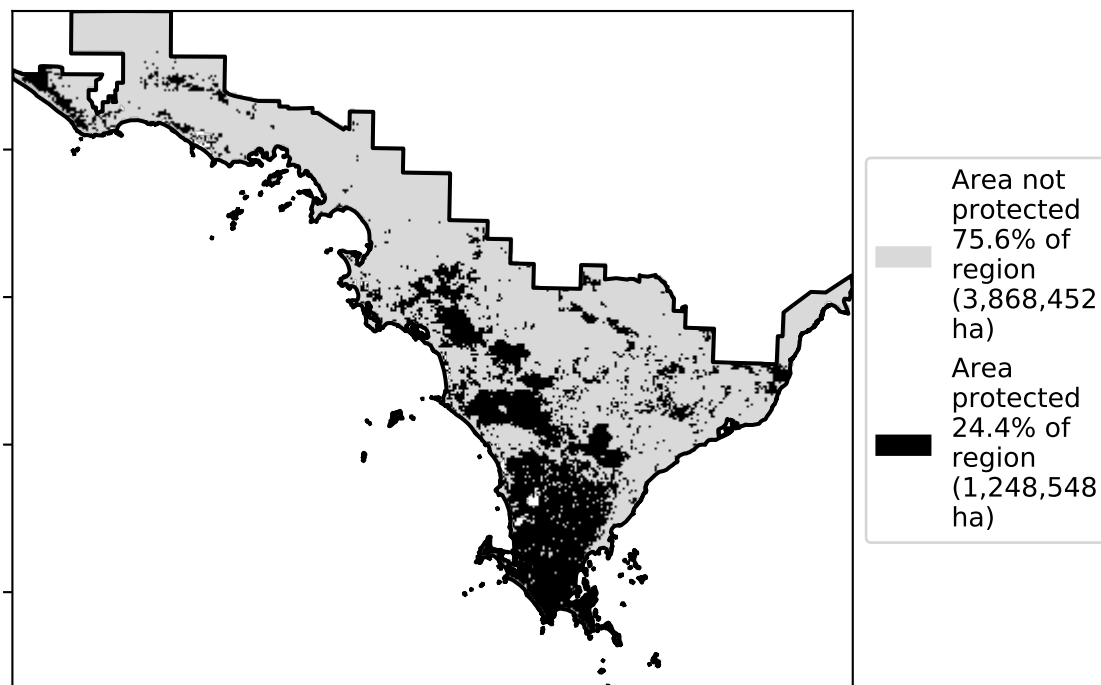 Area not
protected
75.6% of
region
(3,868,452
ha)
Area
protected
24.4% of
region
(1,248,548
ha)